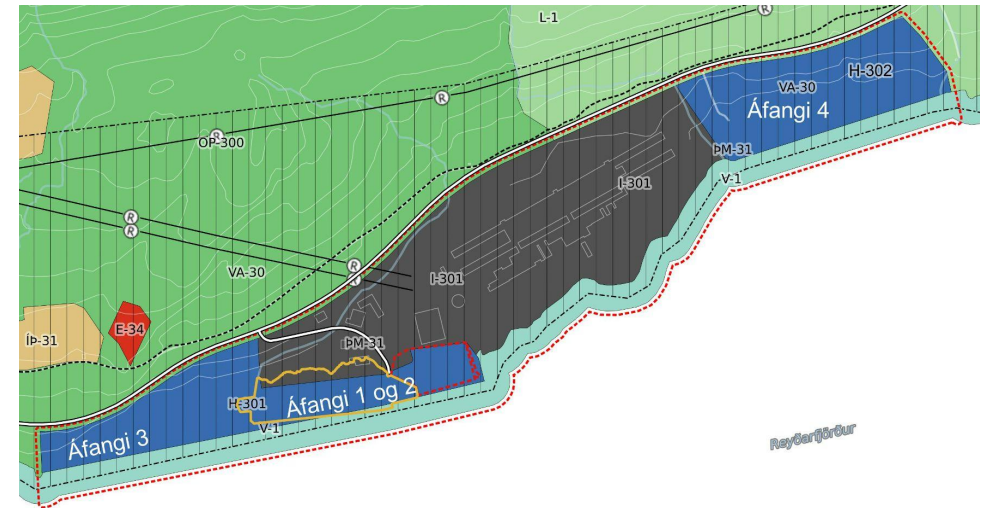 L-1
R
H-302
VA-30
Áfangi 4
R
OP-300
R
ÞM-31
V-1
I-301
R
R
VA-30
R
R
I-301
E-34
ÍÞ-31
ÞM-31
H-301
Áfangi 1 og 2
V-1
Áfangi 3
Reyðarfjörður